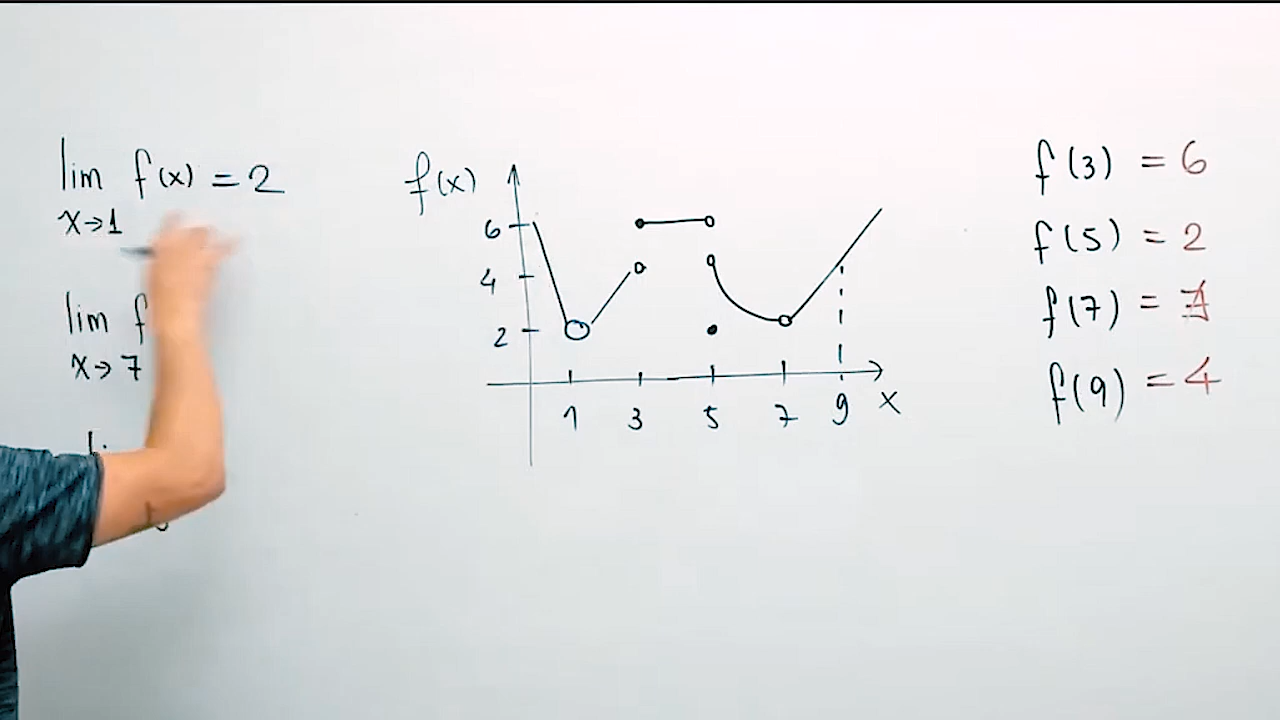 lim f(x) = 2
x→1
lim f
x→7
f(x)
6
4
2
1 3 5 7 9 x
f(3) = 6
f(5) = 2
f(7) = ∄
f(9) = 4